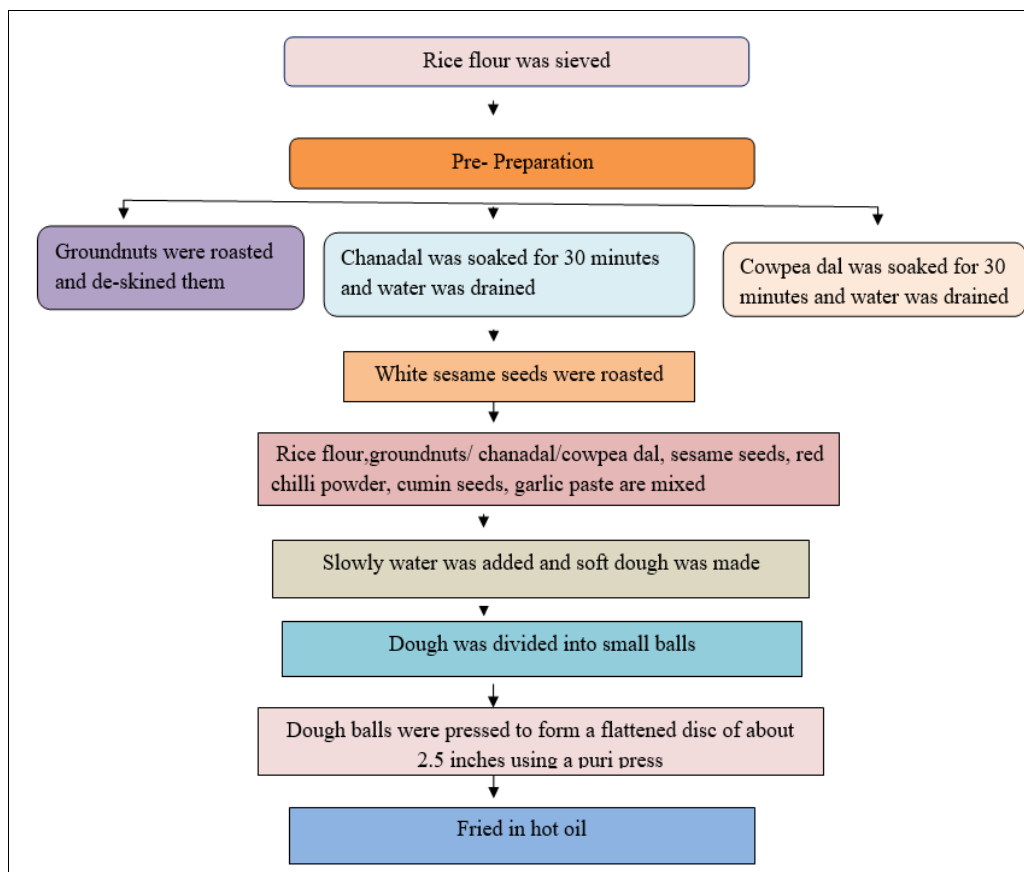 Rice flour was sieved
Pre- Preparation
Groundnuts were roasted
and de-skined them
Chanadal was soaked for 30 minutes
and water was drained
Cowpea dal was soaked for 30
minutes and water was drained
White sesame seeds were roasted
Rice flour,groundnuts/ chanadal/cowpea dal, sesame seeds, red
chilli powder, cumin seeds, garlic paste are mixed
Slowly water was added and soft dough was made
Dough was divided into small balls
Dough balls were pressed to form a flattened disc of about
2.5 inches using a puri press
Fried in hot oil